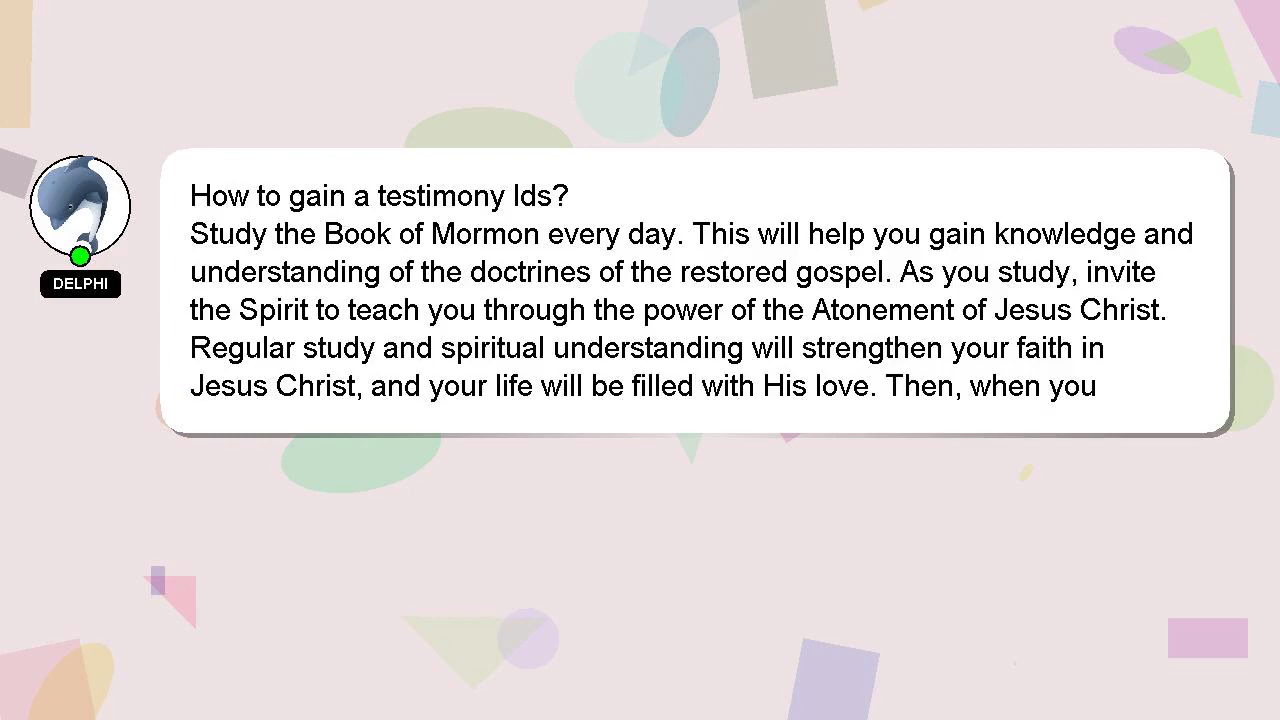 How to gain a testimony lds?
Study the Book of Mormon every day. This will help you gain knowledge and
understanding of the doctrines of the restored gospel. As you study, invite
the Spirit to teach you through the power of the Atonement of Jesus Christ.
Regular study and spiritual understanding will strengthen your faith in
Jesus Christ, and your life will be filled with His love. Then, when you
DELPHI